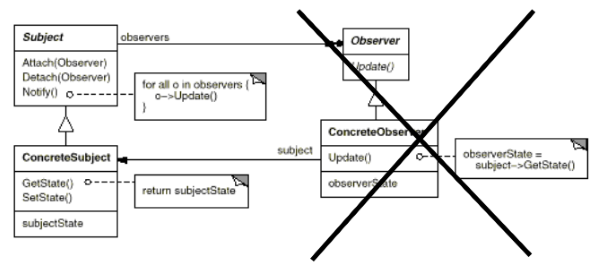 Subject
observers
Observer
Attach(Observer)
Detach(Observer)
Notify()
for all o in observers {
o->Update()
}
Update()
ConcreteSubject
subject
ConcreteObserver
GetState()
SetState()
return subjectState
Update()
observerState =
subject->GetState()
subjectState
observerState